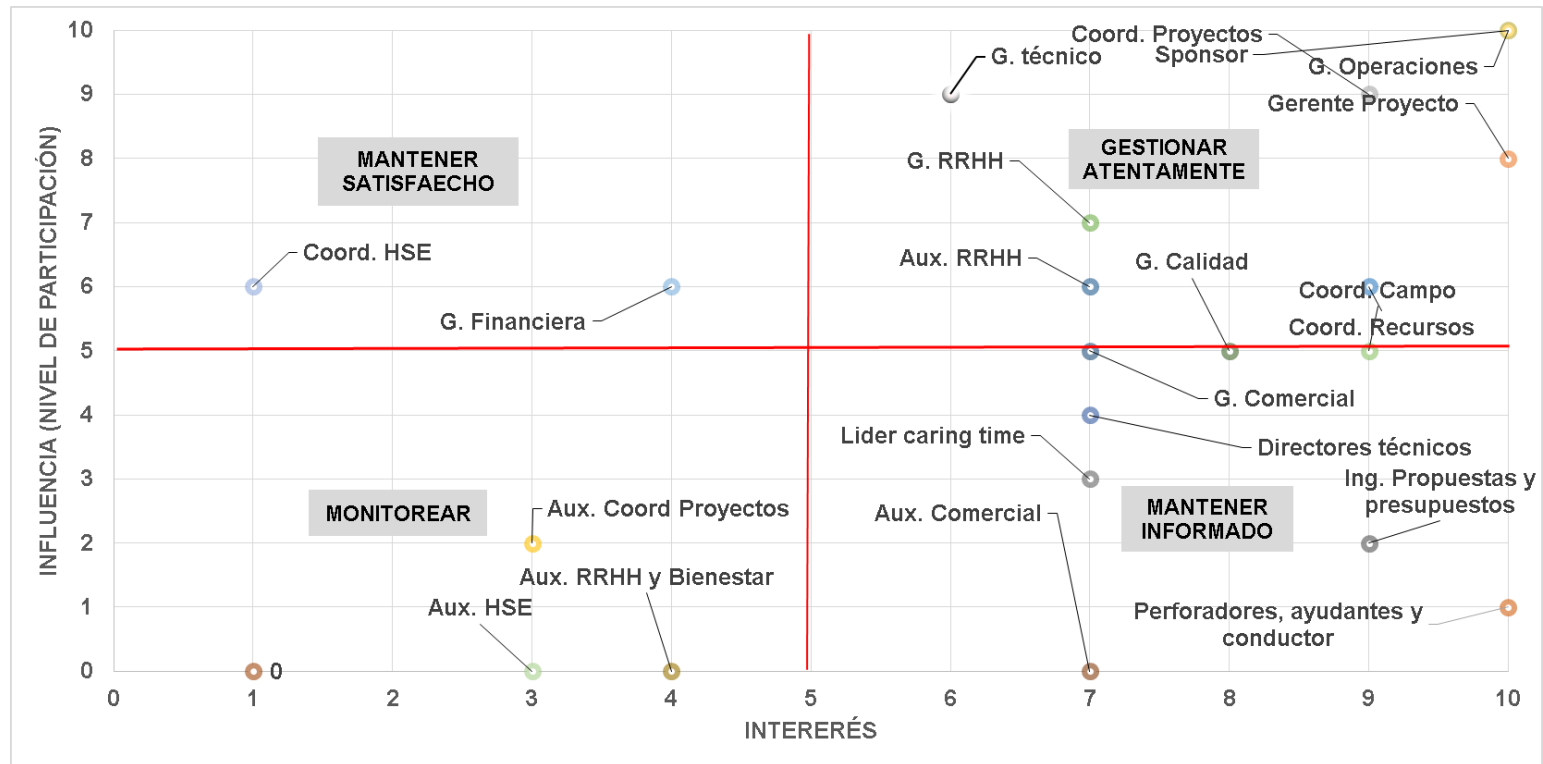 10
9
8
7
6
5
4
3
2
1
0
INFLUENCIA (NIVEL DE PARTICIPACIÓN)
Coord. Proyectos
Sponsor
G. técnico
G. Operaciones
Gerente Proyecto
MANTENER
SATISFAECHO
GESTIONAR
ATENTAMENTE
G. RRHH
Coord. HSE
Aux. RRHH
G. Calidad
Coord. Campo
G. Financiera
Coord. Recursos
G. Comercial
Lider caring time
Directores técnicos
Ing. Propuestas y
presupuestos
MONITOREAR
Aux. Coord Proyectos
Aux. Comercial
MANTENER
INFORMADO
Aux. RRHH y Bienestar
Aux. HSE
Perforadores, ayudantes y
conductor
0
0
1
2
3
4
5
6
7
8
9
10
INTERERÉS